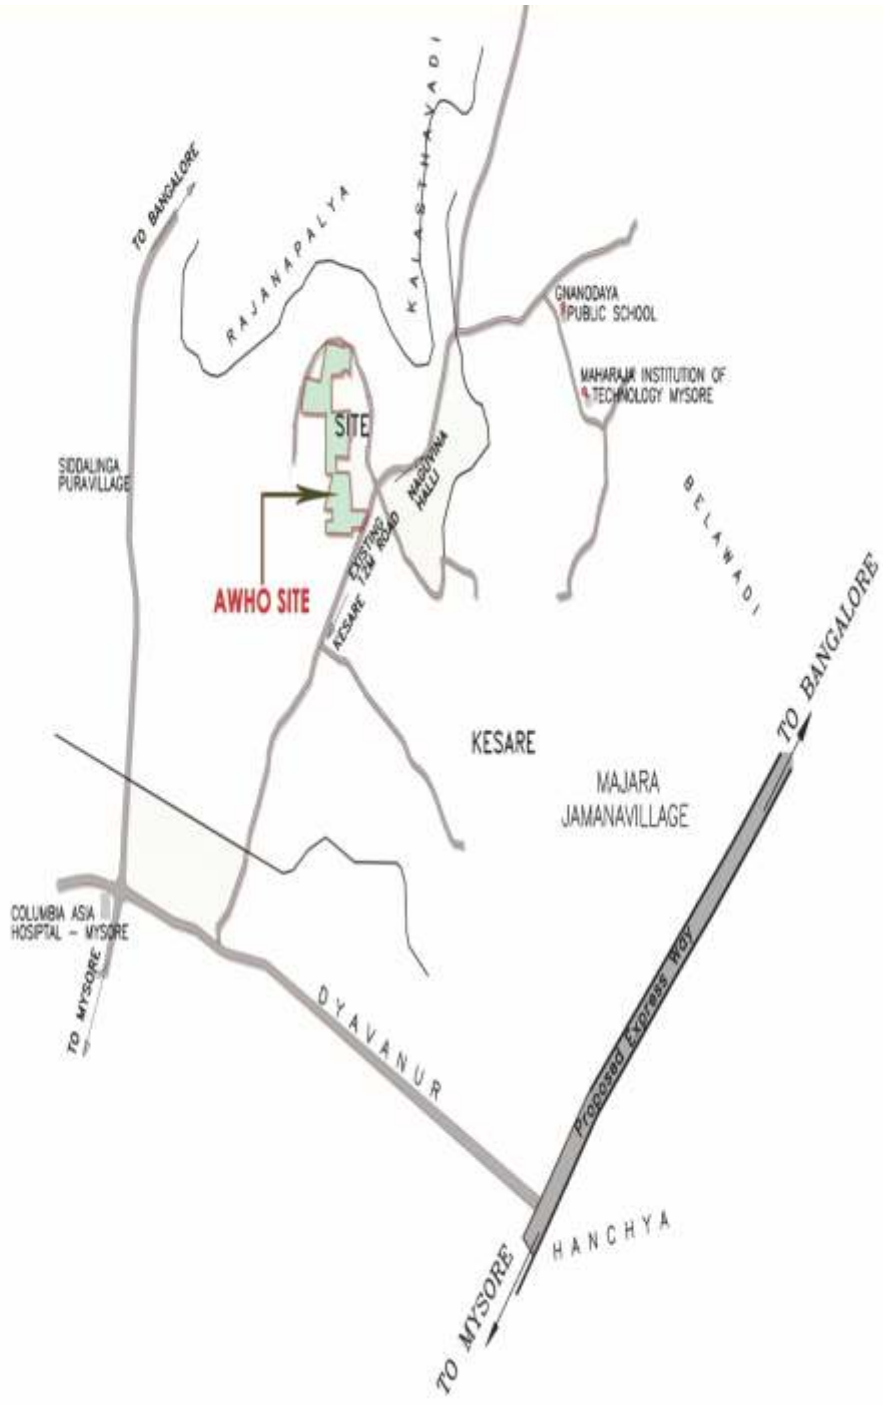 KALASTHAVADI
TO BANGALORE
RAJANAPALYA
GNANODAYA
PUBLIC SCHOOL
MAHARAJA INSTITUTION OF
TECHNOLOGY MYSORE
SITE
NAGUVINA
HALLI
SIDDALINGA
PURAVILLAGE
BELAWADI
EXISTING
12M ROAD
KESARE
AWHO SITE
TO BANGALORE
KESARE
MAJARA
JAMANAVILLAGE
COLUMBIA ASIA
HOSIPTAL - MYSORE
TO MYSORE
DYAVANUR
Proposed Express Way
HANCHYA
TO MYSORE